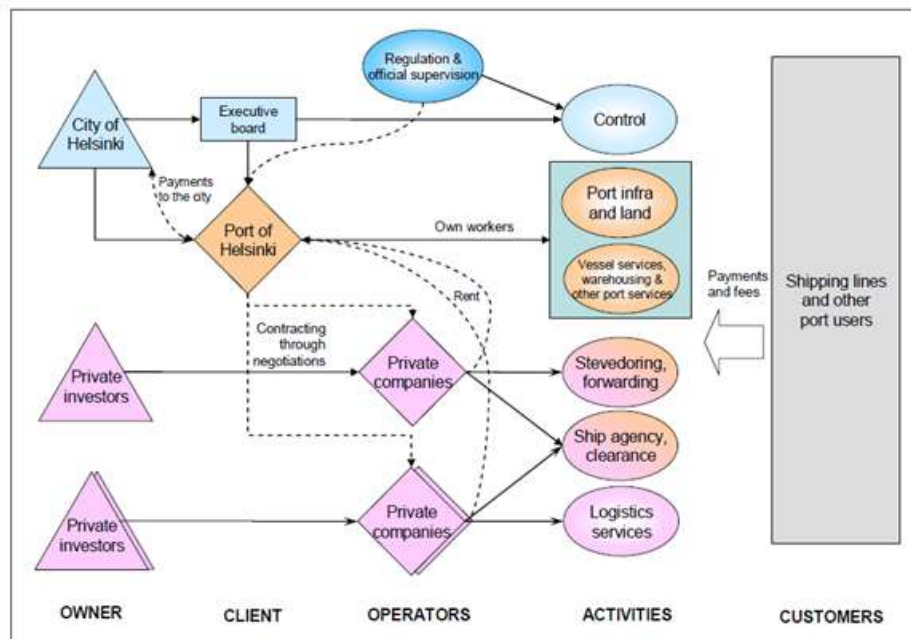 Regulation &
official supervision
City of
Helsinki
Executive
board
Control
Payments
to the city
Port infra
and land
Port of
Helsinki
Own workers
Vessel services,
warehousing &
other port services
Rent
Payments
and fees
Shipping lines
and other
port users
Contracting
through
negotiations
Private
investors
Private
companies
Stevedoring,
forwarding
Ship agency,
clearance
Private
investors
Private
companies
Logistics
services
OWNER
CLIENT
OPERATORS
ACTIVITIES
CUSTOMERS